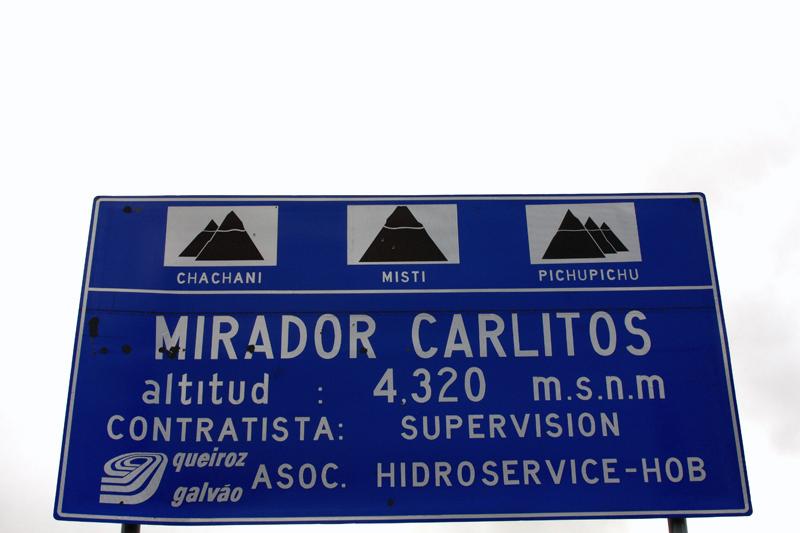 CHACHANI MISTI PICHUPICHU
MIRADOR CARLITOS
altitud : 4,320 m.s.n.m
CONTRATISTA: SUPERVISION
queiroz galvão ASOC. HIDROSERVICE-HOB